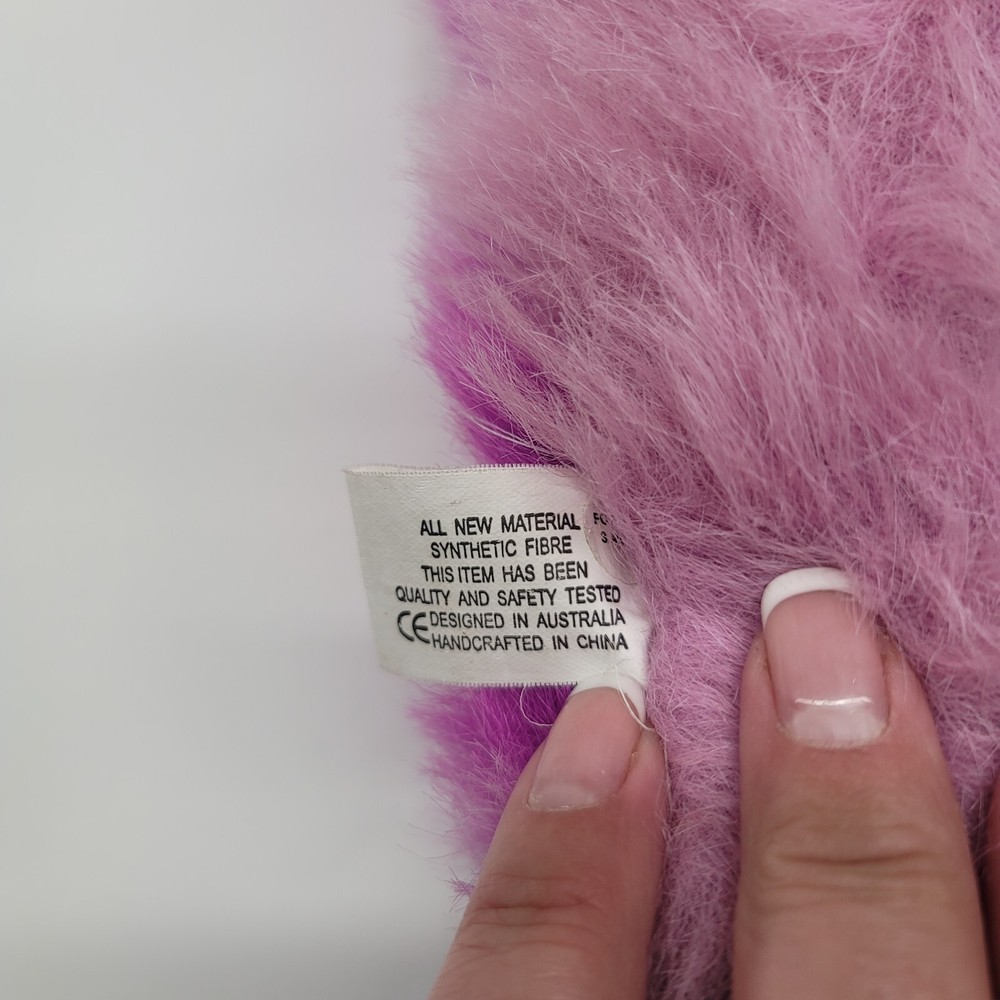 ALL NEW MATERIAL
SYNTHETIC FIBRE
THIS ITEM HAS BEEN
QUALITY AND SAFETY TESTED
CE DESIGNED IN AUSTRALIA
HANDCRAFTED IN CHINA